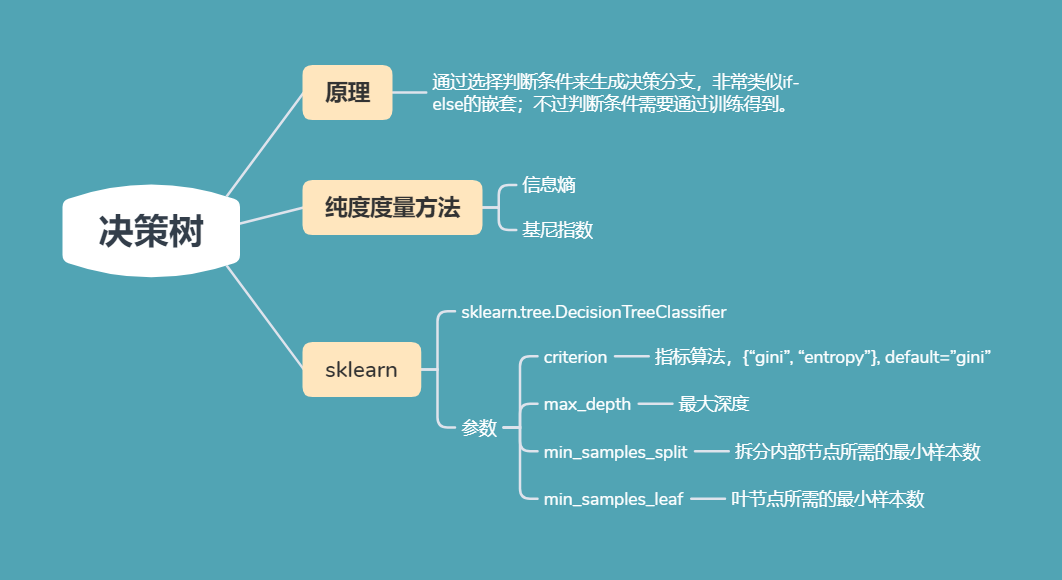 决策树
原理
通过选择判断条件来生成决策分支，非常类似if-
else的嵌套；不过判断条件需要通过训练得到。
纯度度量方法
信息熵
基尼指数
sklearn
sklearn.tree.DecisionTreeClassifier
参数
criterion
指标算法，{“gini”, “entropy”}, default=”gini”
max_depth
最大深度
min_samples_split
拆分内部节点所需的最小样本数
min_samples_leaf
叶节点所需的最小样本数